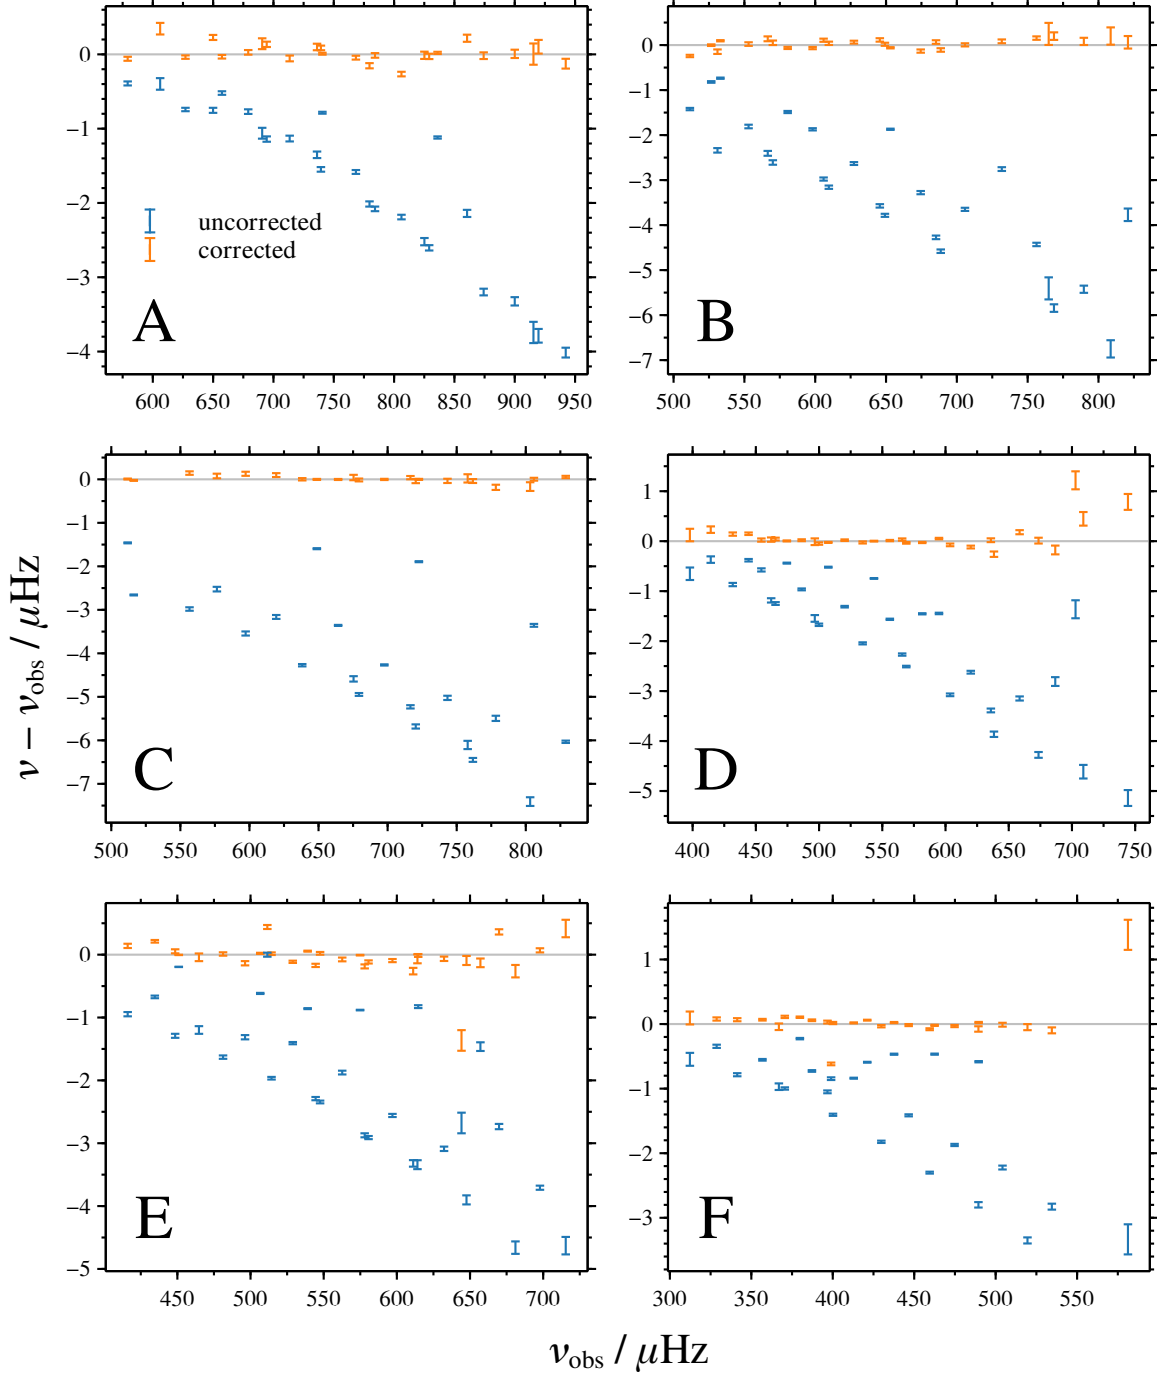 0
−1
−2
−3
−4
600 650 700 750 800 850 900 950
uncorrected
corrected
A
0
−1
−2
−3
−4
−5
−6
−7
500 550 600 650 700 750 800
B
0
−1
−2
−3
−4
−5
−6
−7
500 550 600 650 700 750 800
C
1
0
−1
−2
−3
−4
−5
400 450 500 550 600 650 700 750
D
0
−1
−2
−3
−4
−5
450 500 550 600 650 700
E
1
0
−1
−2
−3
300 350 400 450 500 550
F
ν − νobs / μHz
νobs / μHz